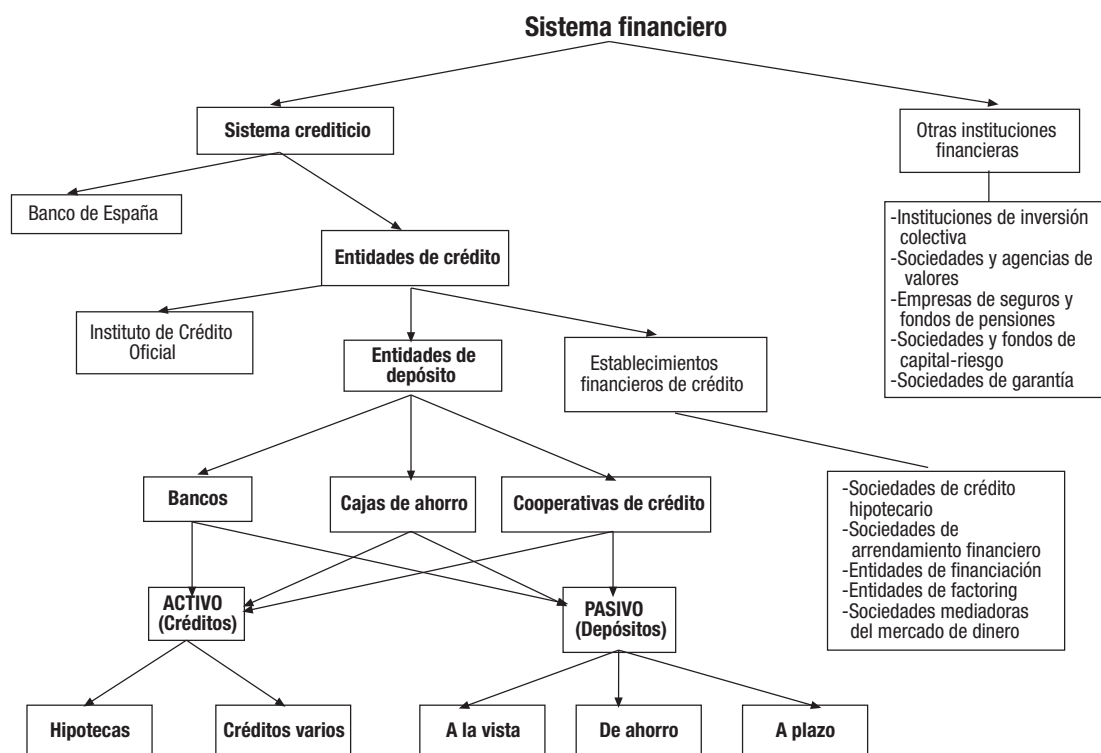 Sistema financiero
Sistema crediticio
Otras instituciones
financieras
Banco de España
-Instituciones de inversión
colectiva
-Sociedades y agencias de
valores
-Empresas de seguros y
fondos de pensiones
-Sociedades y fondos de
capital-riesgo
-Sociedades de garantía
Entidades de crédito
Instituto de Crédito
Oficial
Entidades de
depósito
Establecimientos
financieros de crédito
Bancos
Cajas de ahorro
Cooperativas de crédito
-Sociedades de crédito
hipotecario
-Sociedades de
arrendamiento financiero
-Entidades de financiación
-Entidades de factoring
-Sociedades mediadoras
del mercado de dinero
ACTIVO
(Créditos)
PASIVO
(Depósitos)
Hipotecas
Créditos varios
A la vista
De ahorro
A plazo